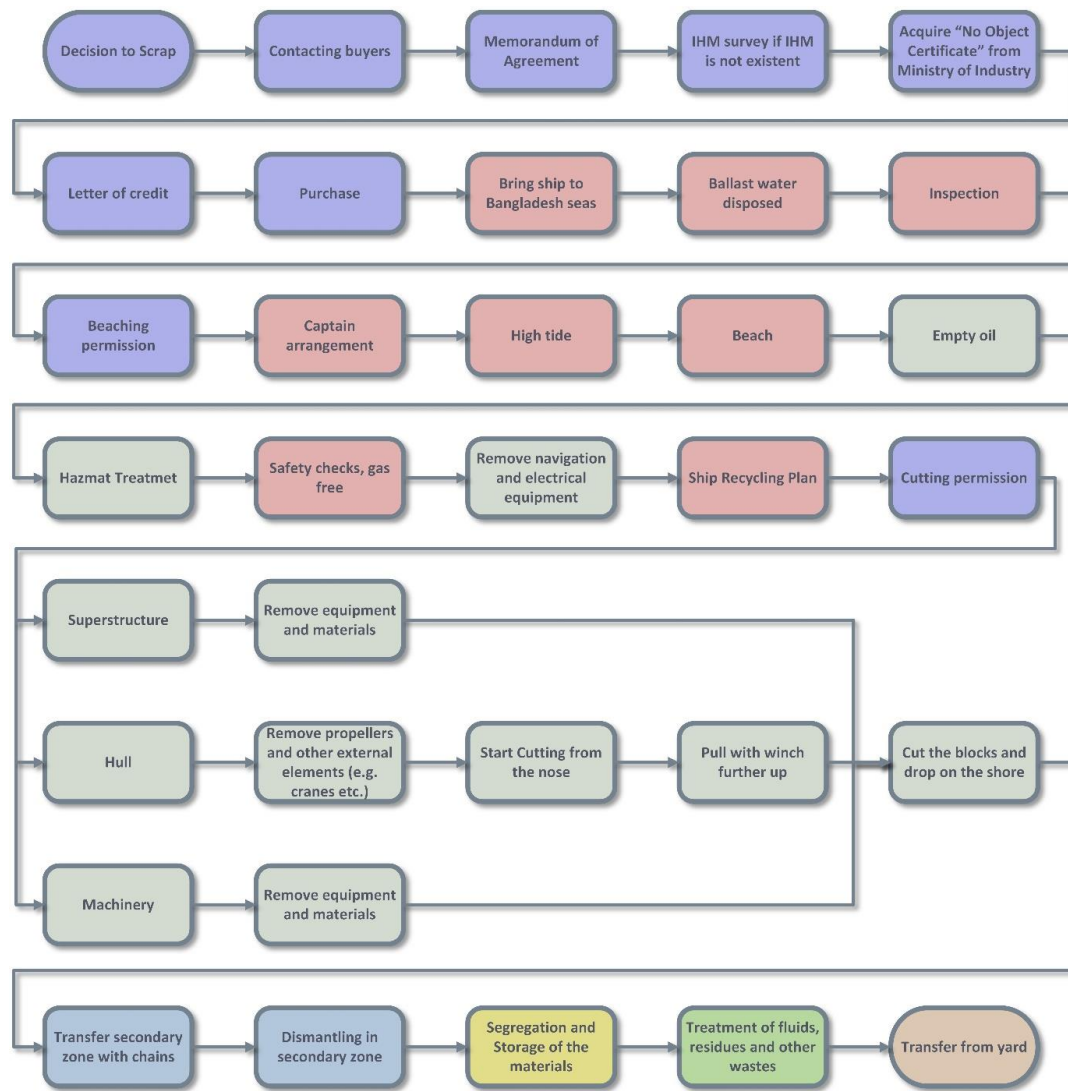 Decision to Scrap
Contacting buyers
Memorandum of
Agreement
IHM survey if IHM
is not existent
Acquire “No Object
Certificate” from
Ministry of Industry
Letter of credit
Purchase
Bring ship to
Bangladesh seas
Ballast water
disposed
Inspection
Beaching
permission
Captain
arrangement
High tide
Beach
Empty oil
Hazmat Treatmet
Safety checks, gas
free
Remove navigation
and electrical
equipment
Ship Recycling Plan
Cutting permission
Superstructure
Remove equipment
and materials
Hull
Remove propellers
and other external
elements (e.g.
cranes etc.)
Start Cutting from
the nose
Pull with winch
further up
Cut the blocks and
drop on the shore
Machinery
Remove equipment
and materials
Transfer secondary
zone with chains
Dismantling in
secondary zone
Segregation and
Storage of the
materials
Treatment of fluids,
residues and other
wastes
Transfer from yard